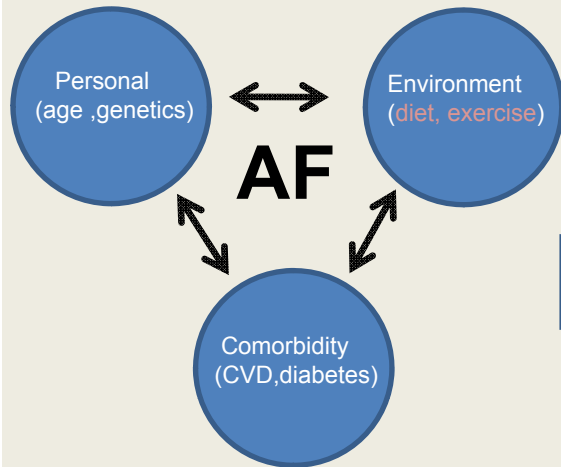 Personal
(age ,genetics)
Environment
(diet, exercise)
AF
Comorbidity
(CVD,diabetes)